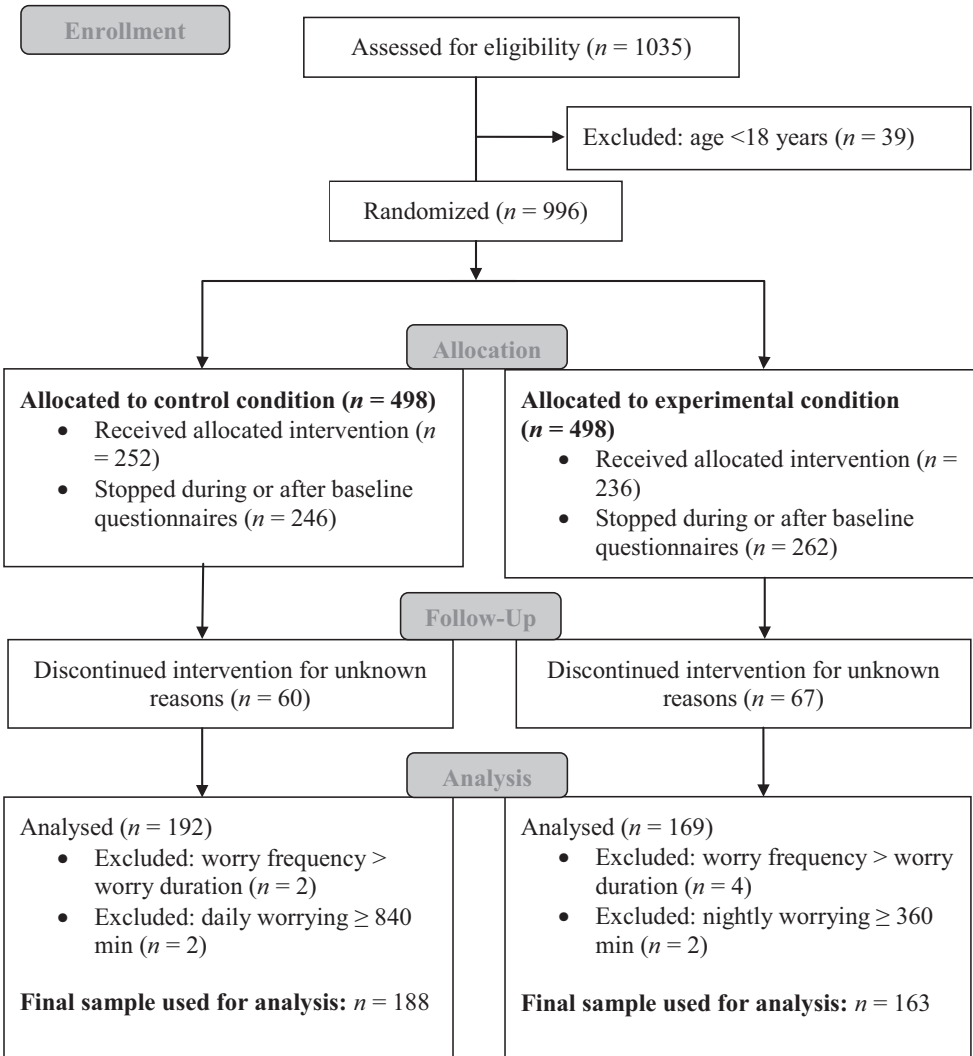 Enrollment
Assessed for eligibility (n = 1035)
Excluded: age <18 years (n = 39)
Randomized (n = 996)
Allocation
Allocated to control condition (n = 498)
• Received allocated intervention (n
= 252)
• Stopped during or after baseline
questionnaires (n = 246)
Allocated to experimental condition
(n = 498)
• Received allocated intervention (n =
236)
• Stopped during or after baseline
questionnaires (n = 262)
Follow-Up
Discontinued intervention for unknown
reasons (n = 60)
Discontinued intervention for unknown
reasons (n = 67)
Analysis
Analysed (n = 192)
• Excluded: worry frequency >
worry duration (n = 2)
• Excluded: daily worrying ≥ 840
min (n = 2)
Final sample used for analysis: n = 188
Analysed (n = 169)
• Excluded: worry frequency > worry
duration (n = 4)
• Excluded: nightly worrying ≥ 360
min (n = 2)
Final sample used for analysis: n = 163